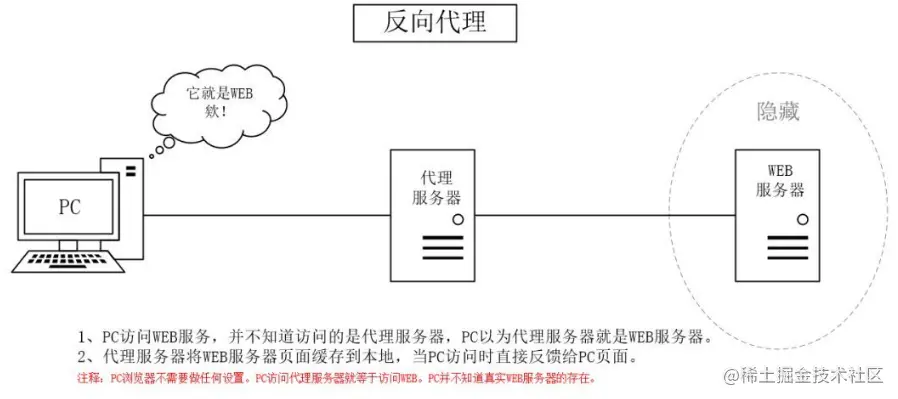 反向代理
它就是WEB
欸！
隐藏
PC
代理
服务器
WEB
服务器
1、PC访问WEB服务，并不知道访问的是代理服务器，PC以为代理服务器就是WEB服务器。
2、代理服务器将WEB服务器页面缓存到本地，当PC访问时直接反馈给PC页面。
注释：PC浏览器不需要做任何设置。PC访问代理服务器就等于访问WEB。PC并不知道真实WEB服务器的存在。
@稀土掘金技术社区